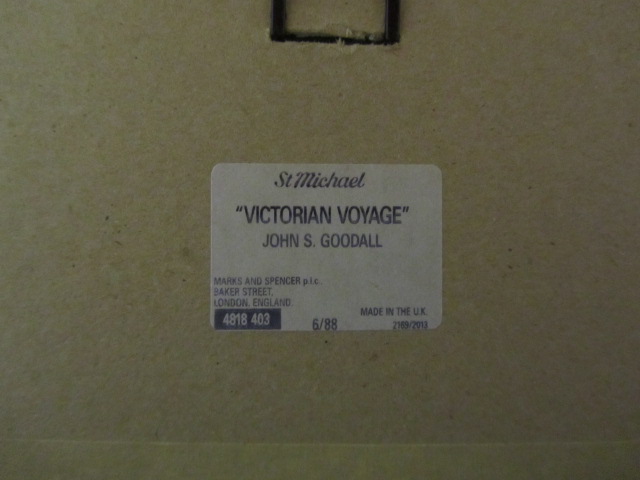 St Michael
"VICTORIAN VOYAGE"
JOHN S. GOODALL
MARKS AND SPENCER p.l.c.
BAKER STREET,
LONDON, ENGLAND
4818 403
6/88
MADE IN THE U.K.
2169/2013